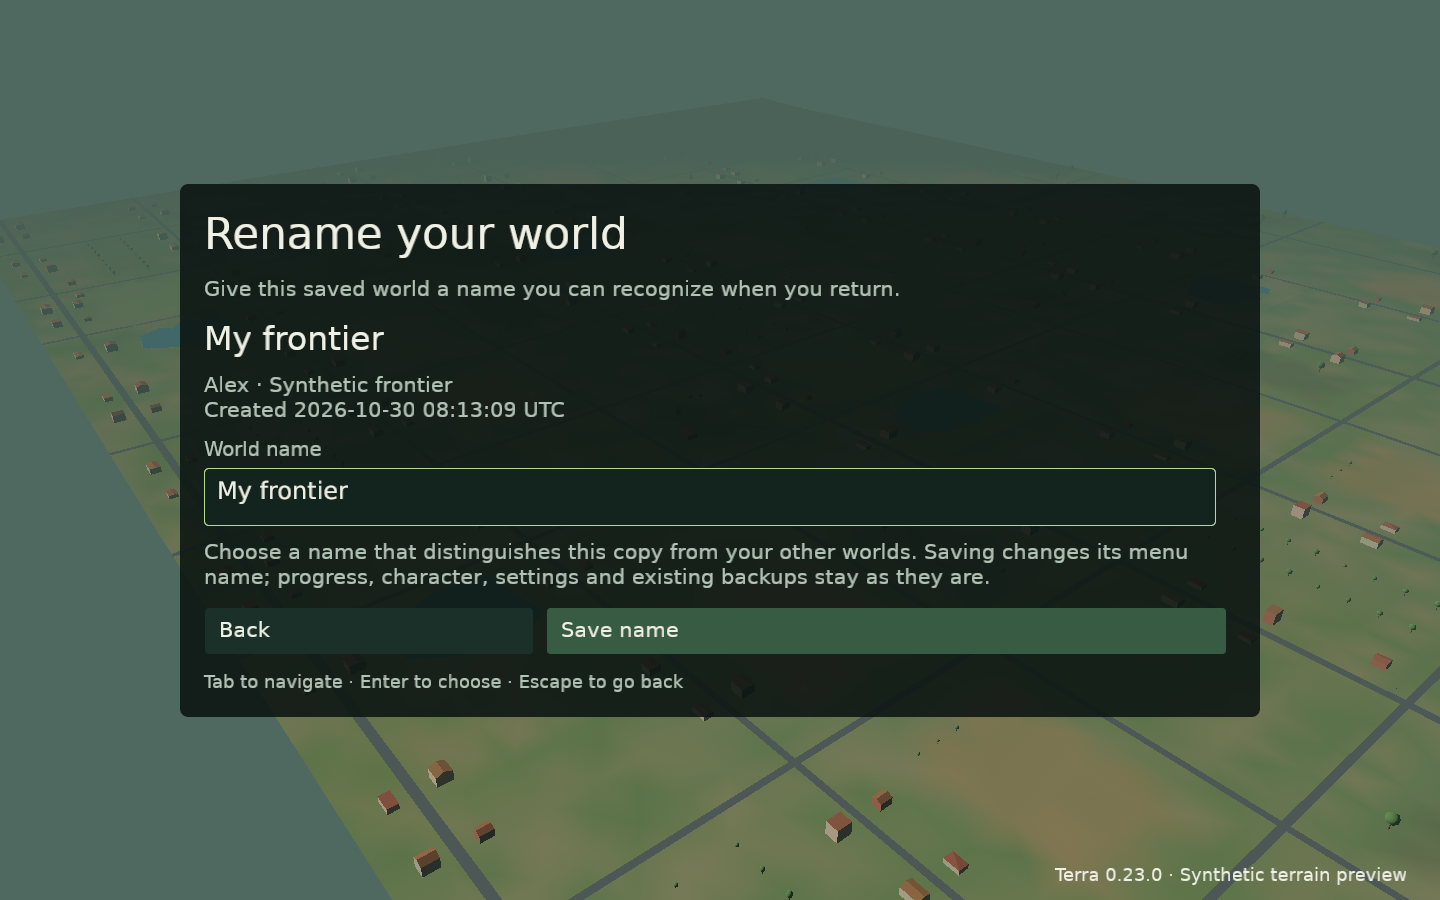 Rename your world
Give this saved world a name you can recognize when you return.
My frontier
Alex · Synthetic frontier
Created 2026-10-30 08:13:09 UTC
World name
My frontier
Choose a name that distinguishes this copy from your other worlds. Saving changes its menu
name; progress, character, settings and existing backups stay as they are.
Back
Save name
Tab to navigate · Enter to choose · Escape to go back
Terra 0.23.0 · Synthetic terrain preview